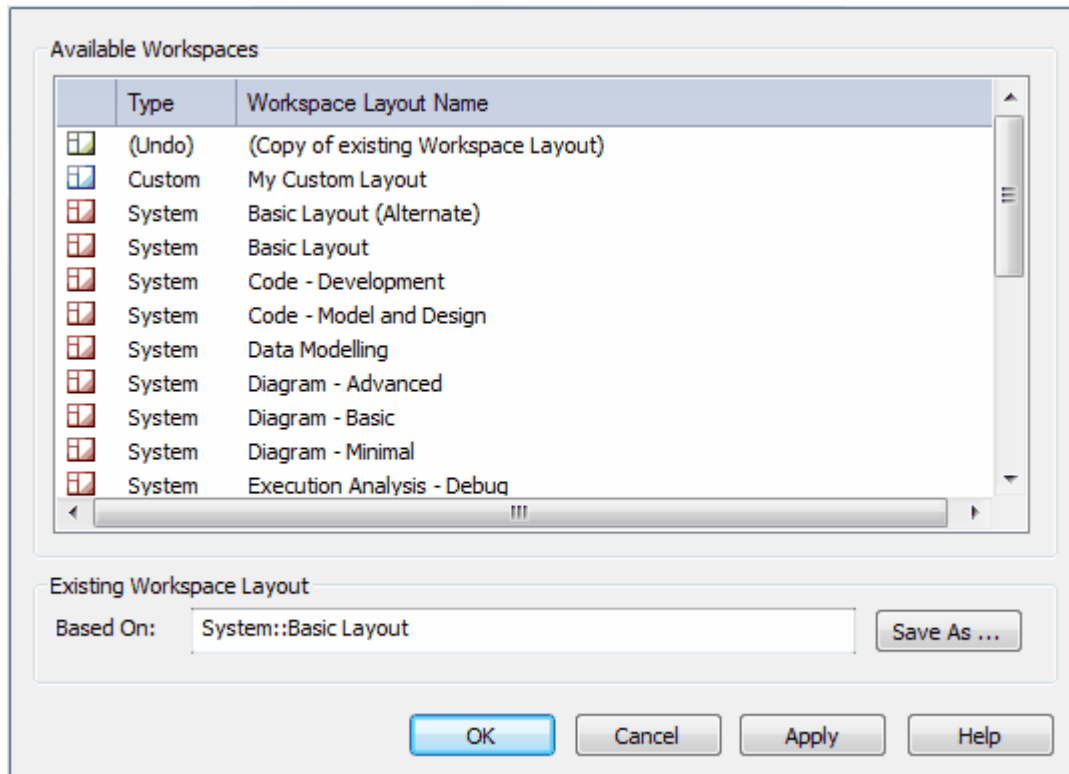 Available Workspaces
Type Workspace Layout Name
(Undo) (Copy of existing Workspace Layout)
Custom My Custom Layout
System Basic Layout (Alternate)
System Basic Layout
System Code - Development
System Code - Model and Design
System Data Modelling
System Diagram - Advanced
System Diagram - Basic
System Diagram - Minimal
System Execution Analysis - Debug
Existing Workspace Layout
Based On: System::Basic Layout Save As ...
OK Cancel Apply Help